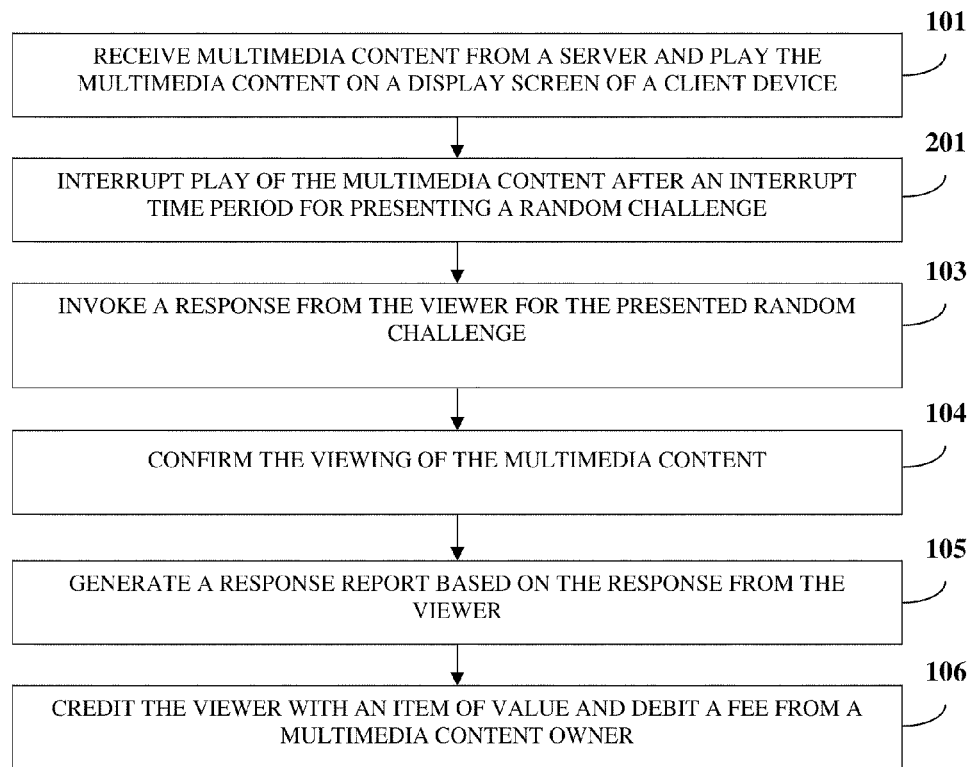 101
RECEIVE MULTIMEDIA CONTENT FROM A SERVER AND PLAY THE
MULTIMEDIA CONTENT ON A DISPLAY SCREEN OF A CLIENT DEVICE
201
INTERRUPT PLAY OF THE MULTIMEDIA CONTENT AFTER AN INTERRUPT
TIME PERIOD FOR PRESENTING A RANDOM CHALLENGE
103
INVOKE A RESPONSE FROM THE VIEWER FOR THE PRESENTED RANDOM
CHALLENGE
104
CONFIRM THE VIEWING OF THE MULTIMEDIA CONTENT
105
GENERATE A RESPONSE REPORT BASED ON THE RESPONSE FROM THE
VIEWER
106
CREDIT THE VIEWER WITH AN ITEM OF VALUE AND DEBIT A FEE FROM A
MULTIMEDIA CONTENT OWNER